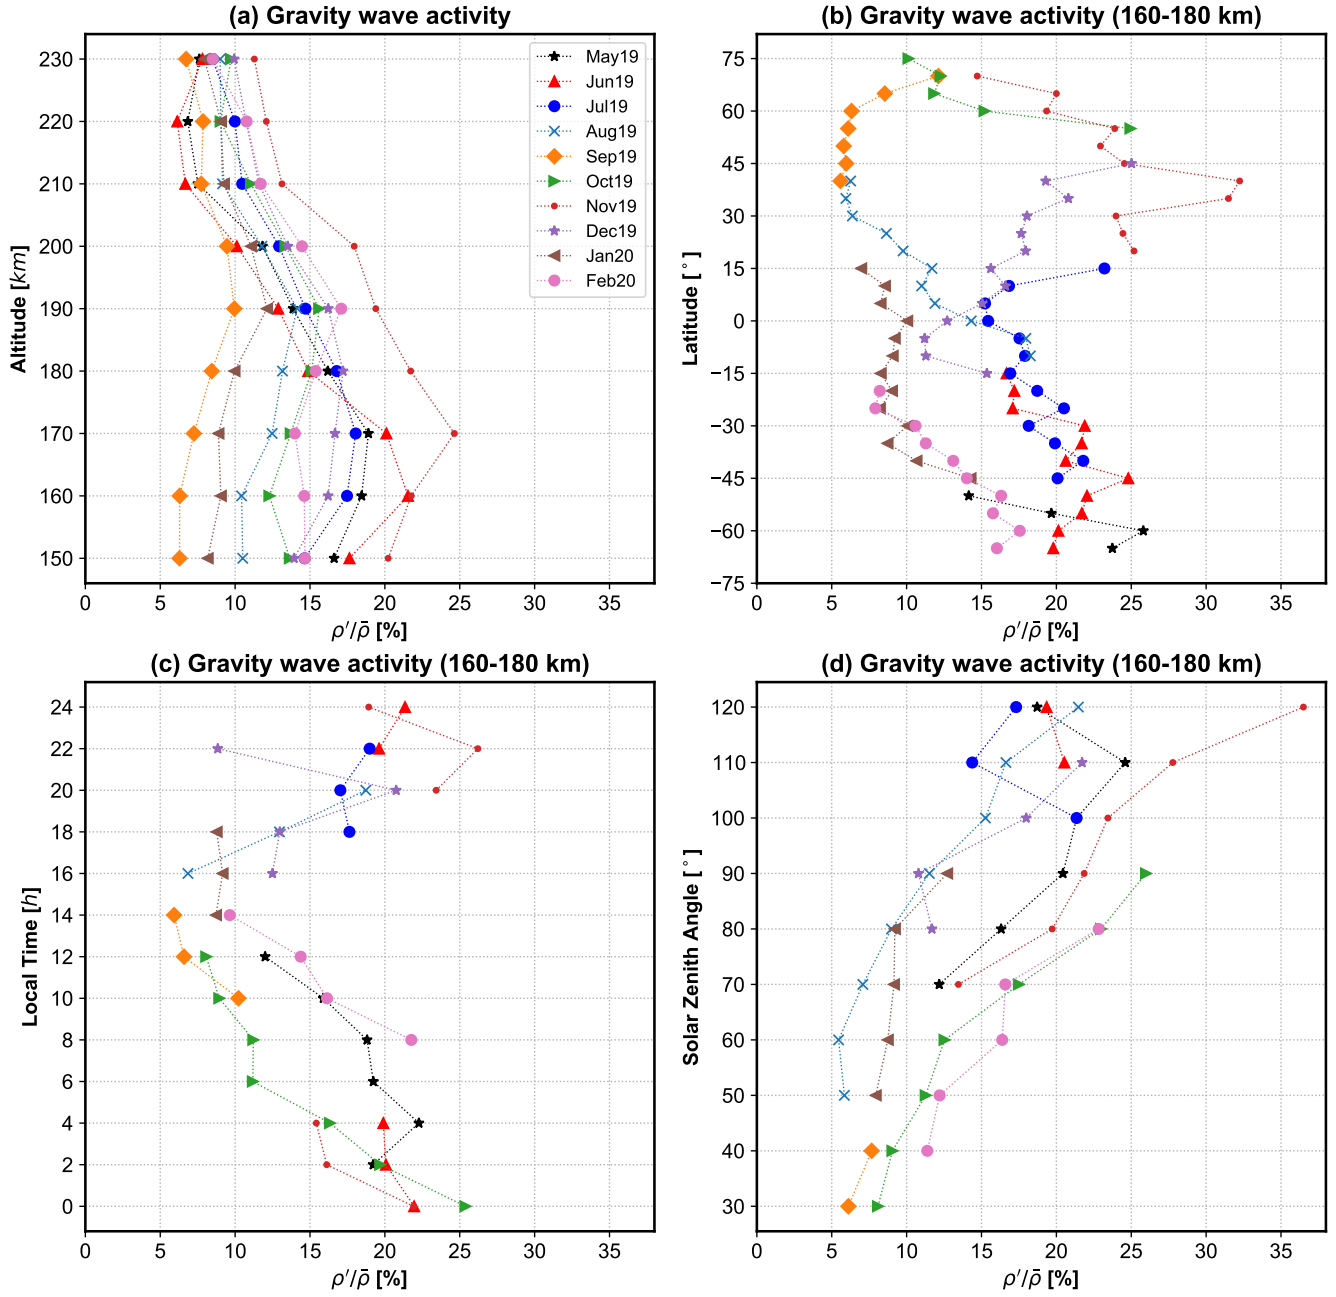 (a) Gravity wave activity
230
220
210
200
190
180
170
160
150
Altitude [km]
0 5 10 15 20 25 30 35
ρ′/ρ̄ [%]
May19
Jun19
Jul19
Aug19
Sep19
Oct19
Nov19
Dec19
Jan20
Feb20
(b) Gravity wave activity (160-180 km)
75
60
45
30
15
0
−15
−30
−45
−60
−75
Latitude [°]
0 5 10 15 20 25 30 35
ρ′/ρ̄ [%]
(c) Gravity wave activity (160-180 km)
24
22
20
18
16
14
12
10
8
6
4
2
0
Local Time [h]
0 5 10 15 20 25 30 35
ρ′/ρ̄ [%]
(d) Gravity wave activity (160-180 km)
120
110
100
90
80
70
60
50
40
30
Solar Zenith Angle [°]
0 5 10 15 20 25 30 35
ρ′/ρ̄ [%]